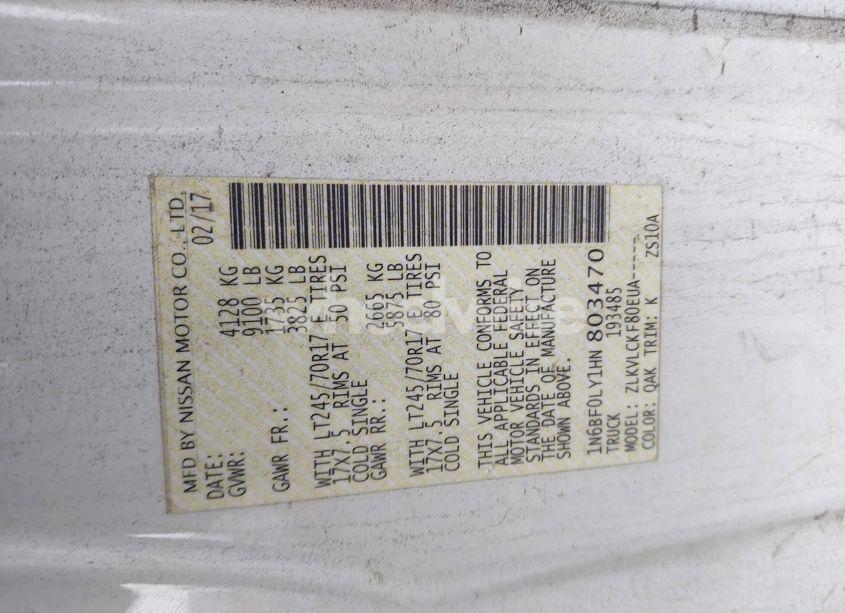 MFD BY NISSAN MOTOR CO., LTD.
DATE: 02/17
GVWR: 4128 KG
9100 LB
GAWR FR.: 1735 KG
3825 LB
WITH LT245/70R17 E TIRES
17X7.5 RIMS AT 50 PSI
COLD SINGLE
GAWR RR.: 2665 KG
5875 LB
WITH LT245/70R17 E TIRES
17X7.5 RIMS AT 80 PSI
COLD SINGLE
THIS VEHICLE CONFORMS TO
ALL APPLICABLE FEDERAL
MOTOR VEHICLE SAFETY
STANDARDS IN EFFECT ON
THE DATE OF MANUFACTURE
SHOWN ABOVE.
1N6BF0LY1HN803470
TRUCK 193485
MODEL: ZLKVLCKF80EUA-----
COLOR: QAK TRIM: K ZS10A